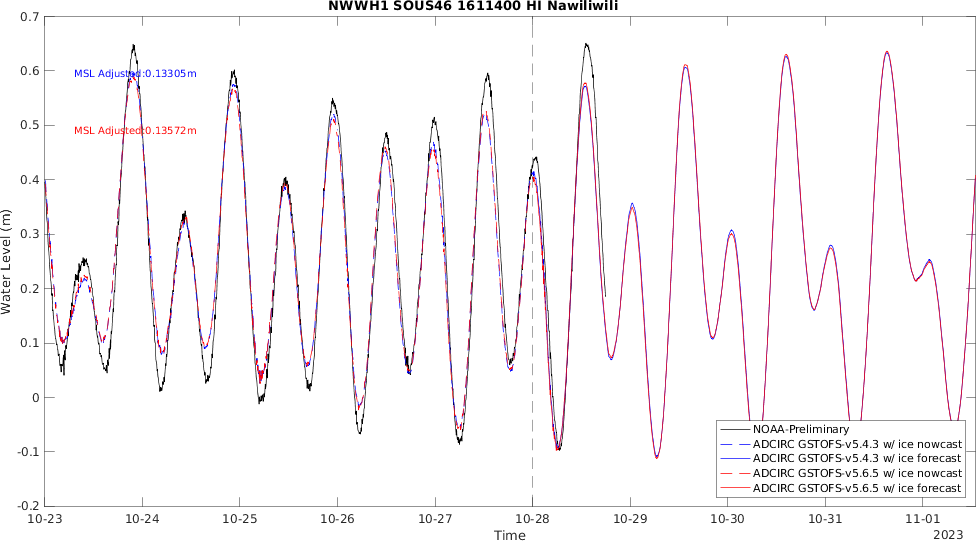 NWWH1 SOUS46 1611400 HI Nawiliwili
0.7
0.6
0.5
0.4
0.3
0.2
0.1
0
-0.1
-0.2
Water Level (m)
MSL Adjusted:0.13305m
MSL Adjusted:0.13572m
NOAA-Preliminary
ADCIRC GSTOFS-v5.4.3 w/ ice nowcast
ADCIRC GSTOFS-v5.4.3 w/ ice forecast
ADCIRC GSTOFS-v5.6.5 w/ ice nowcast
ADCIRC GSTOFS-v5.6.5 w/ ice forecast
10-23 10-24 10-25 10-26 10-27 10-28 10-29 10-30 10-31 11-01
Time
2023